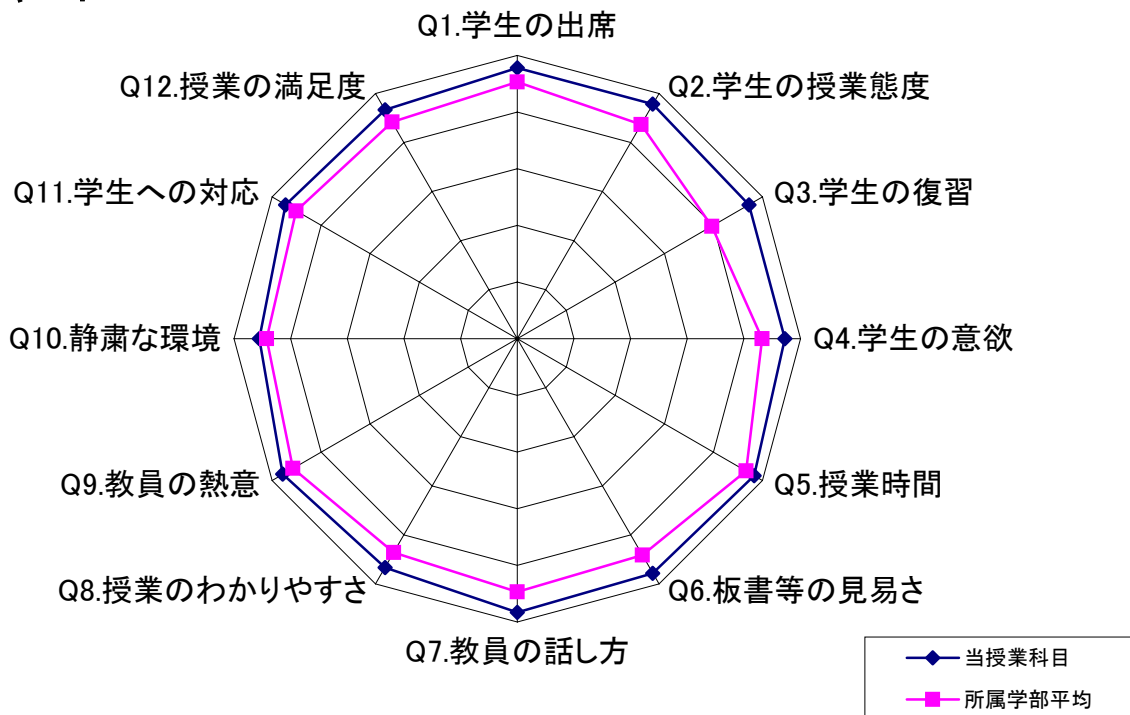 Q1.学生の出席
Q2.学生の授業態度
Q3.学生の復習
Q4.学生の意欲
Q5.授業時間
Q6.板書等の見易さ
Q7.教員の話し方
Q8.授業のわかりやすさ
Q9.教員の熱意
Q10.静粛な環境
Q11.学生への対応
Q12.授業の満足度
当授業科目
所属学部平均